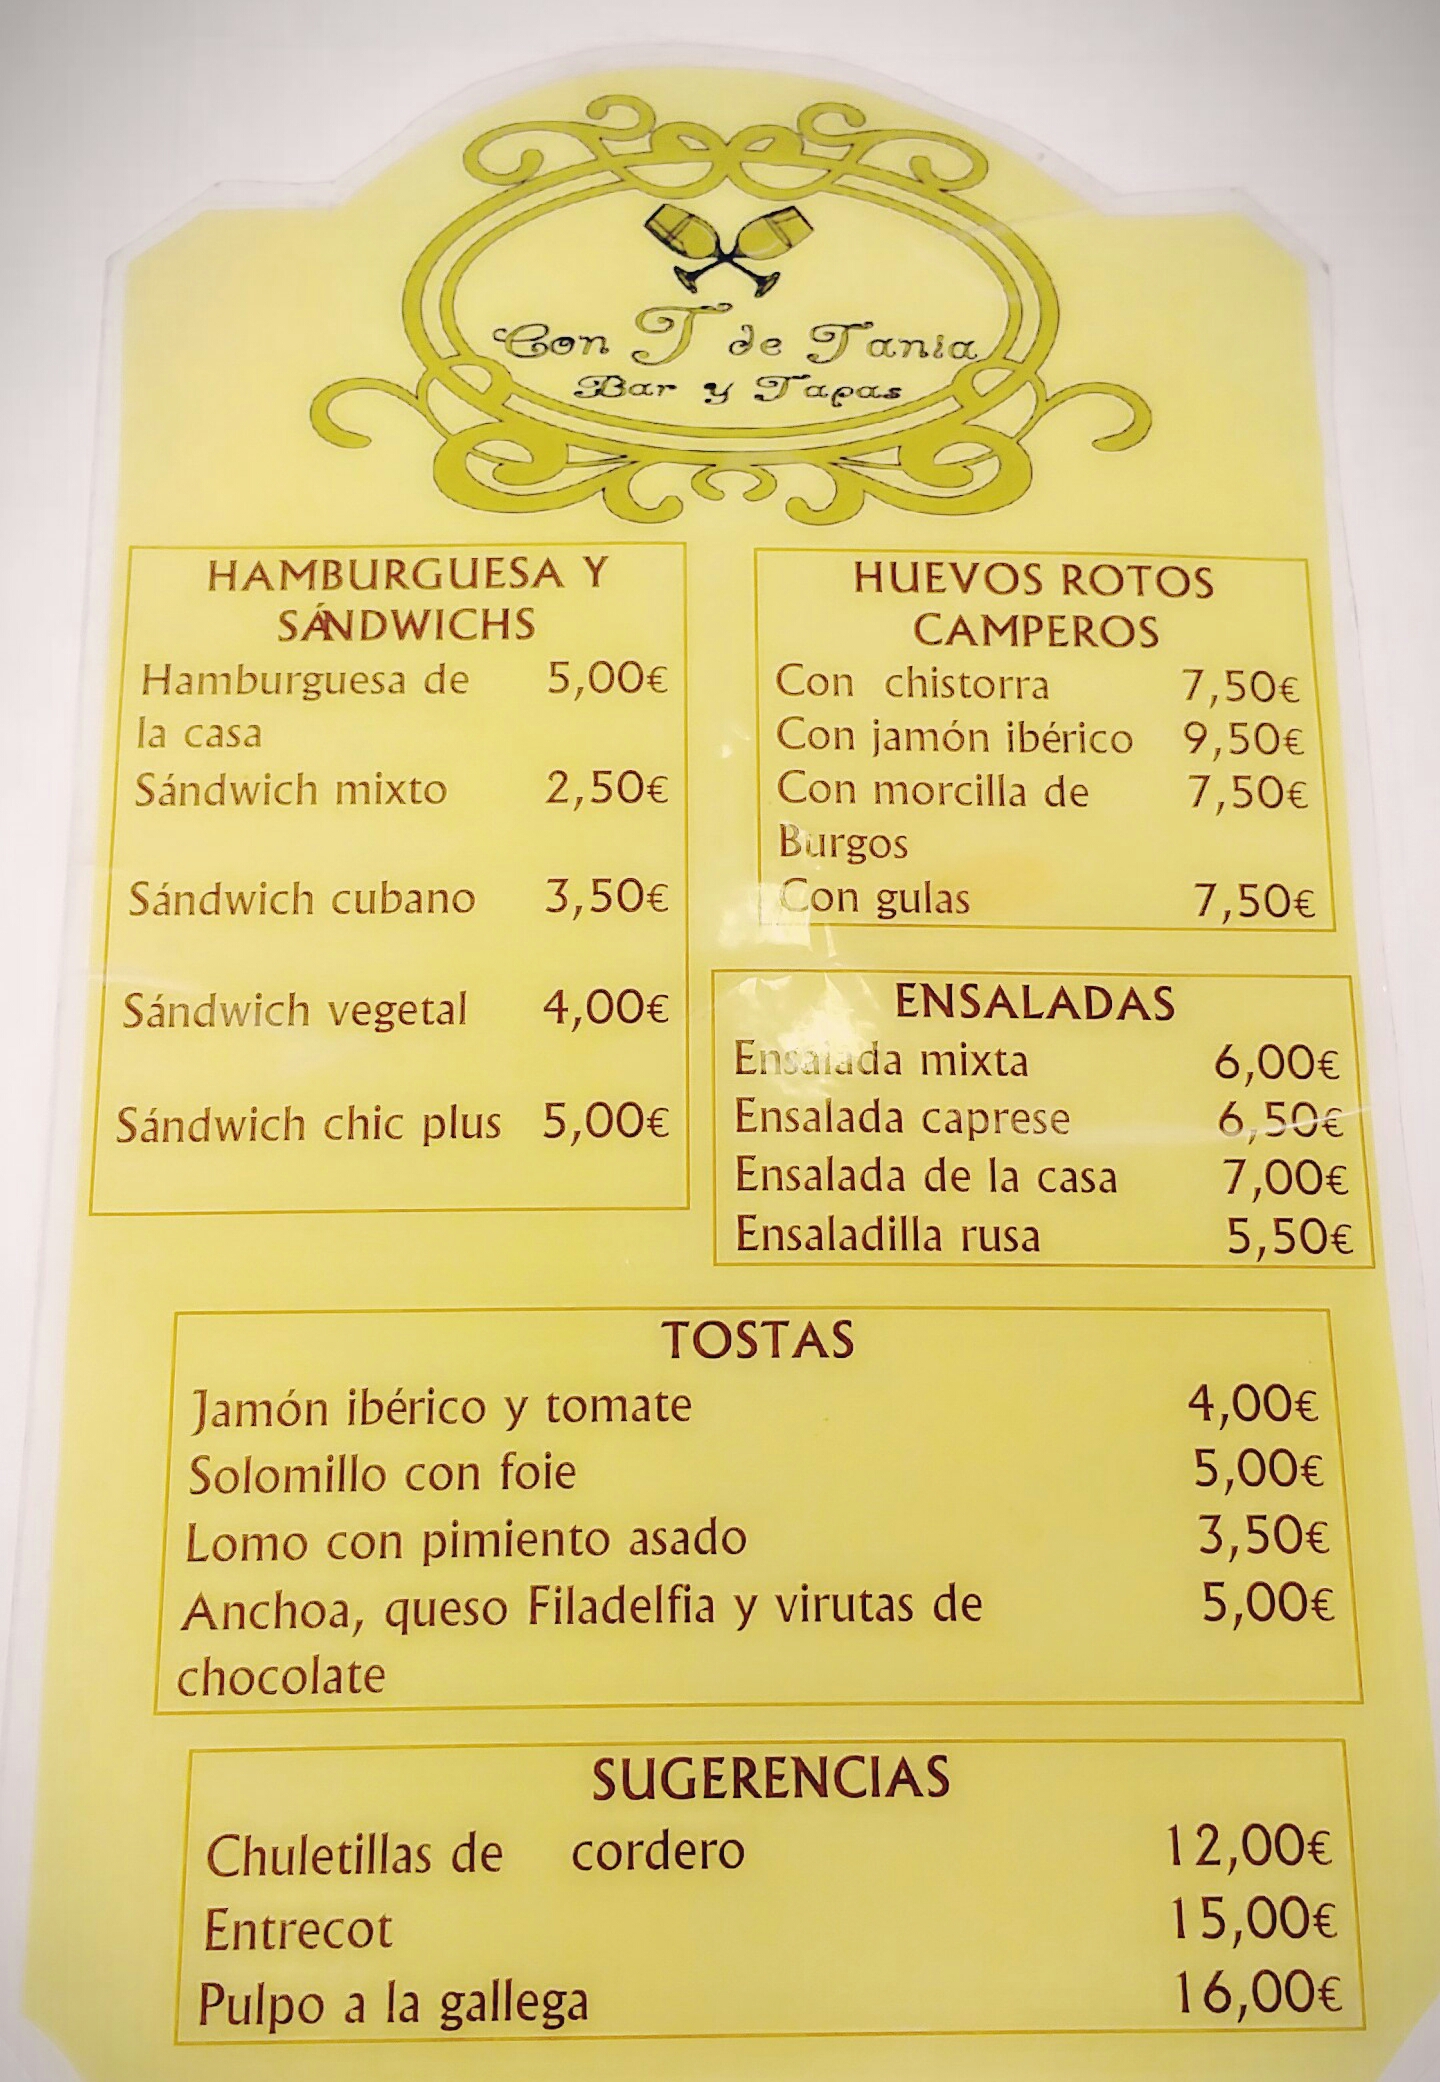 Con T de Tania
Bar y Tapas
HAMBURGUESA Y
SÁNDWICHS
Hamburguesa de 5,00€
la casa
Sándwich mixto 2,50€
Sándwich cubano 3,50€
Sándwich vegetal 4,00€
Sándwich chic plus 5,00€
HUEVOS ROTOS
CAMPEROS
Con chistorra 7,50€
Con jamón ibérico 9,50€
Con morcilla de 7,50€
Burgos
Con gulas 7,50€
ENSALADAS
Ensalada mixta 6,00€
Ensalada caprese 6,50€
Ensalada de la casa 7,00€
Ensaladilla rusa 5,50€
TOSTAS
Jamón ibérico y tomate 4,00€
Solomillo con foie 5,00€
Lomo con pimiento asado 3,50€
Anchoa, queso Filadelfia y virutas de 5,00€
chocolate
SUGERENCIAS
Chuletillas de cordero 12,00€
Entrecot 15,00€
Pulpo a la gallega 16,00€